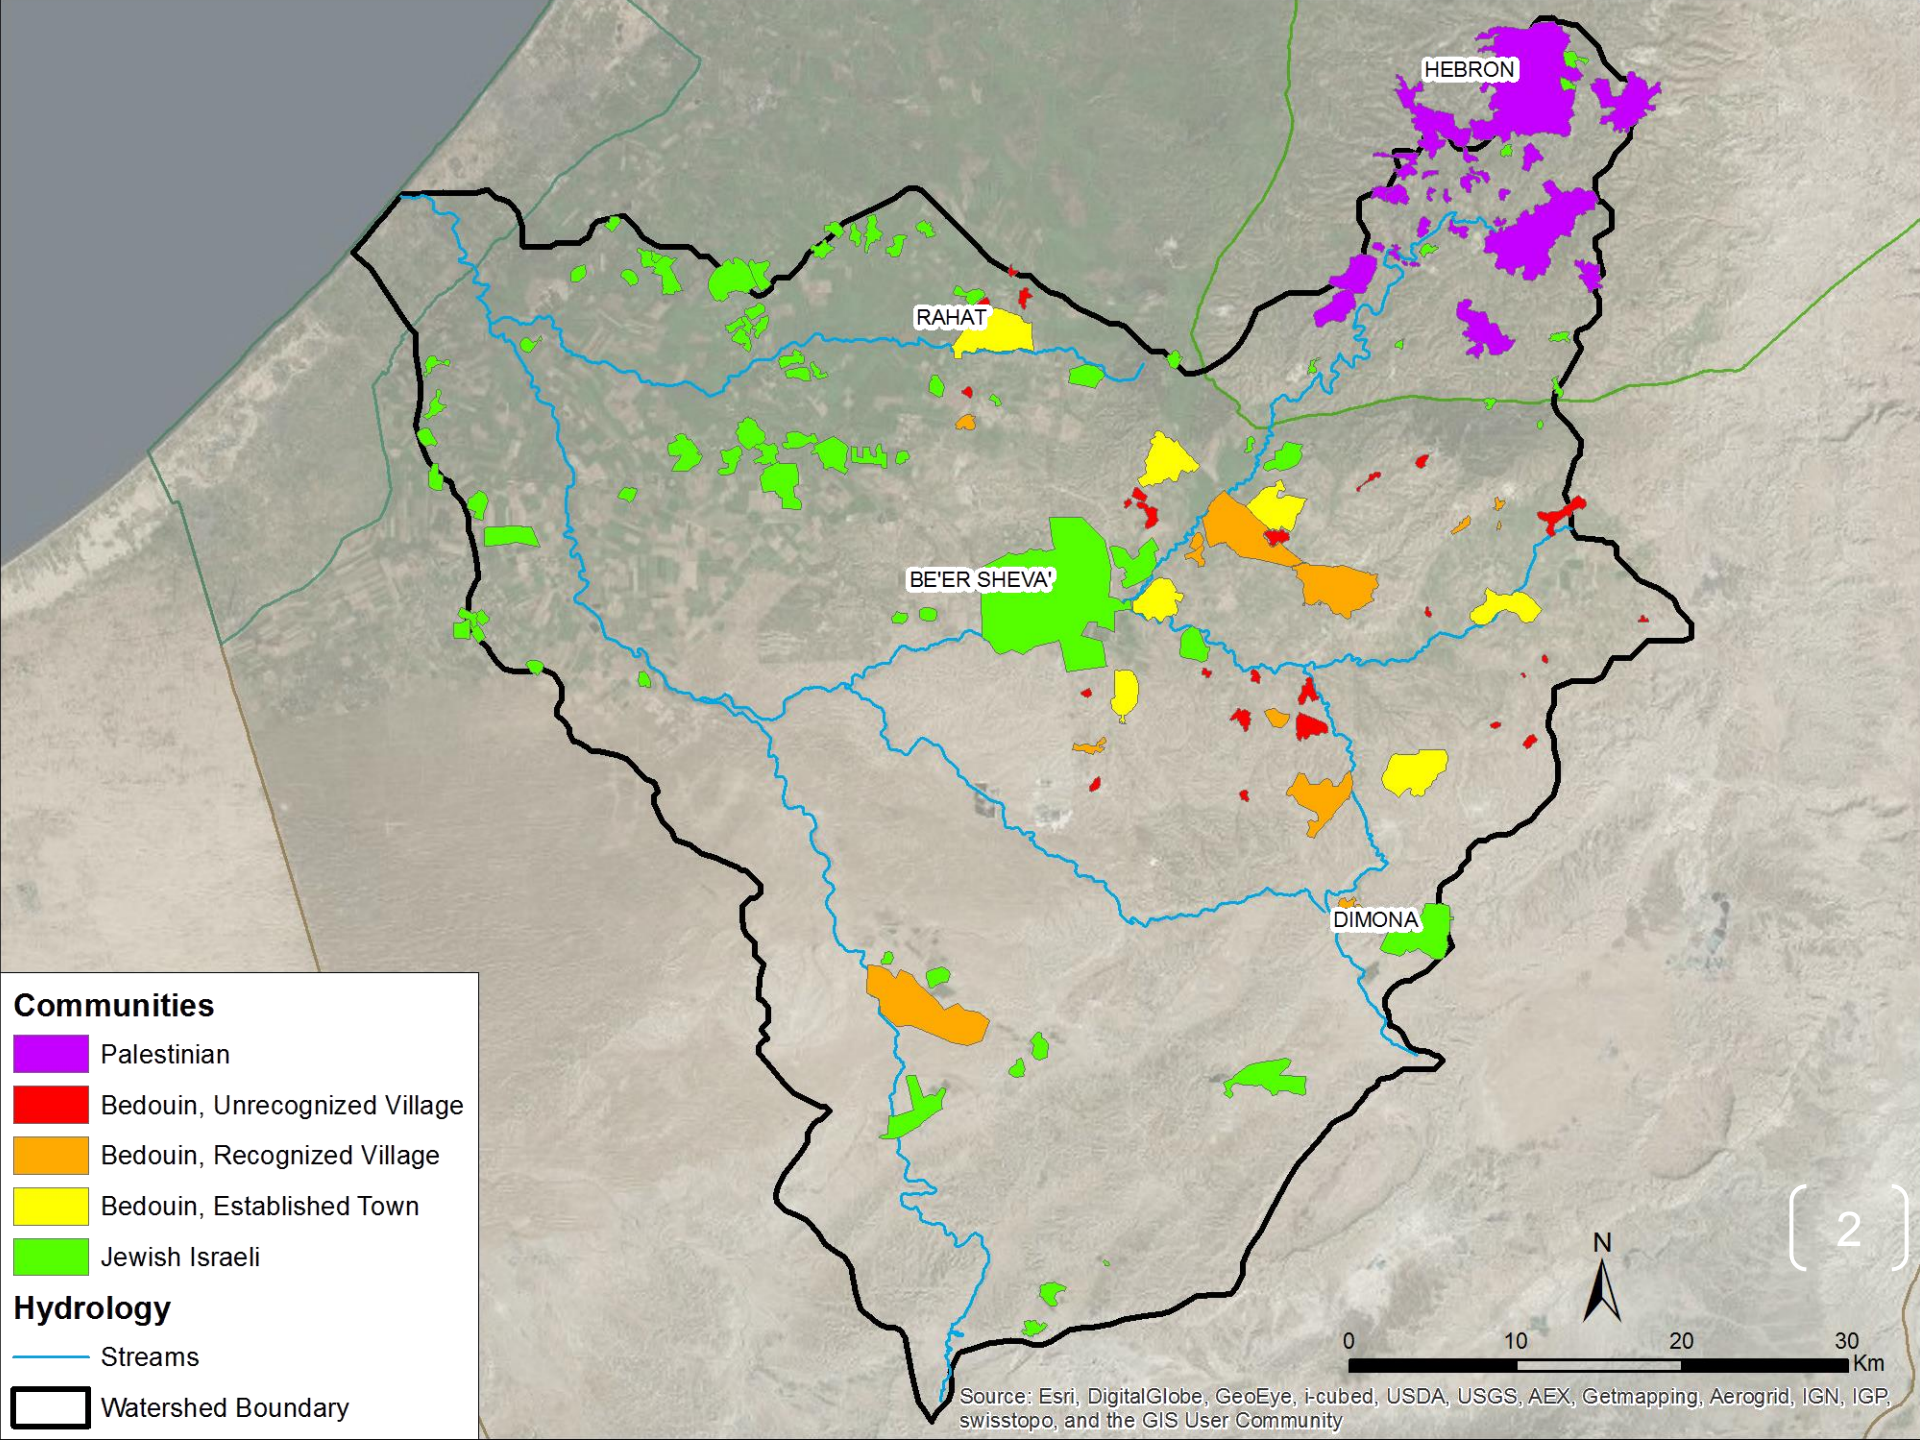 HEBRON
RAHAT
BE'ER SHEVA'
DIMONA
Communities
Palestinian
Bedouin, Unrecognized Village
Bedouin, Recognized Village
Bedouin, Established Town
Jewish Israeli
Hydrology
Streams
Watershed Boundary
2
N
0 10 20 30
Km
Source: Esri, DigitalGlobe, GeoEye, i-cubed, USDA, USGS, AEX, Getmapping, Aerogrid, IGN, IGP,
swisstopo, and the GIS User Community